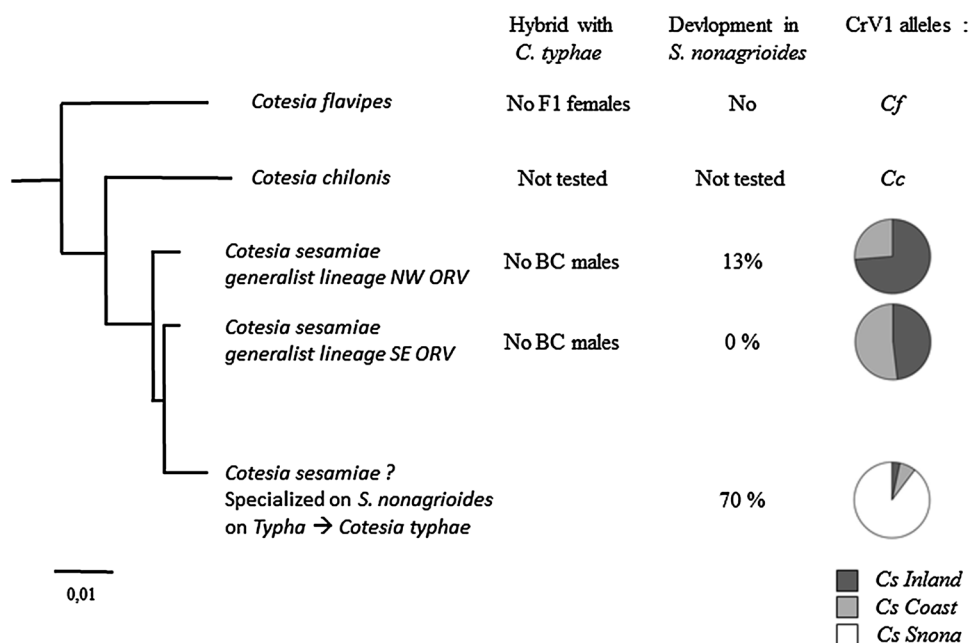 Hybrid with Devlopment in CrV1 alleles :
C. typhae S. nonagrioides
Cotesia flavipes No F1 females No Cf
Cotesia chilonis Not tested Not tested Cc
Cotesia sesamiae
generalist lineage NW ORV No BC males 13%
Cotesia sesamiae
generalist lineage SE ORV No BC males 0 %
Cotesia sesamiae ?
Specialized on S. nonagrioides 70 %
on Typha → Cotesia typhae
0,01
Cs Inland
Cs Coast
Cs Snona